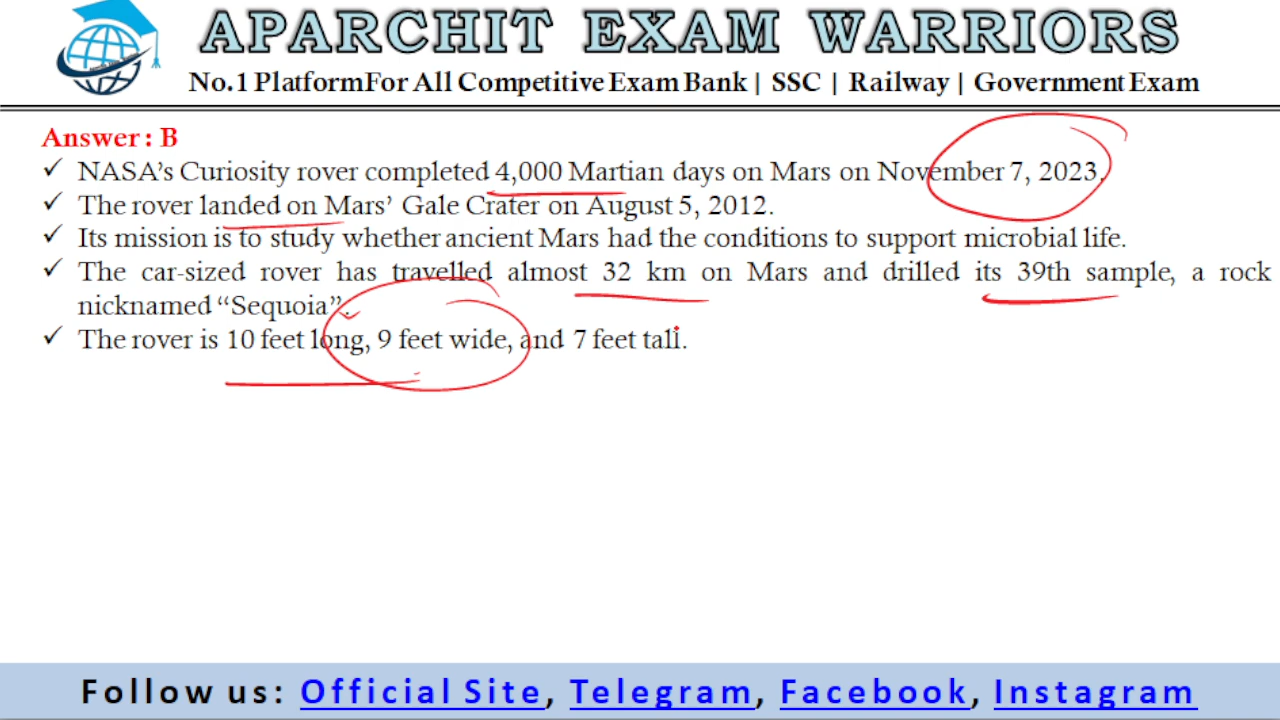 APARCHIT EXAM WARRIORS
No.1 PlatformFor All Competitive Exam Bank | SSC | Railway | Government Exam
Answer : B
✓ NASA's Curiosity rover completed 4,000 Martian days on Mars on November 7, 2023.
✓ The rover landed on Mars' Gale Crater on August 5, 2012.
✓ Its mission is to study whether ancient Mars had the conditions to support microbial life.
✓ The car-sized rover has travelled almost 32 km on Mars and drilled its 39th sample, a rock
nicknamed “Sequoia”.
✓ The rover is 10 feet long, 9 feet wide, and 7 feet tall.
Follow us: Official Site, Telegram, Facebook, Instagram